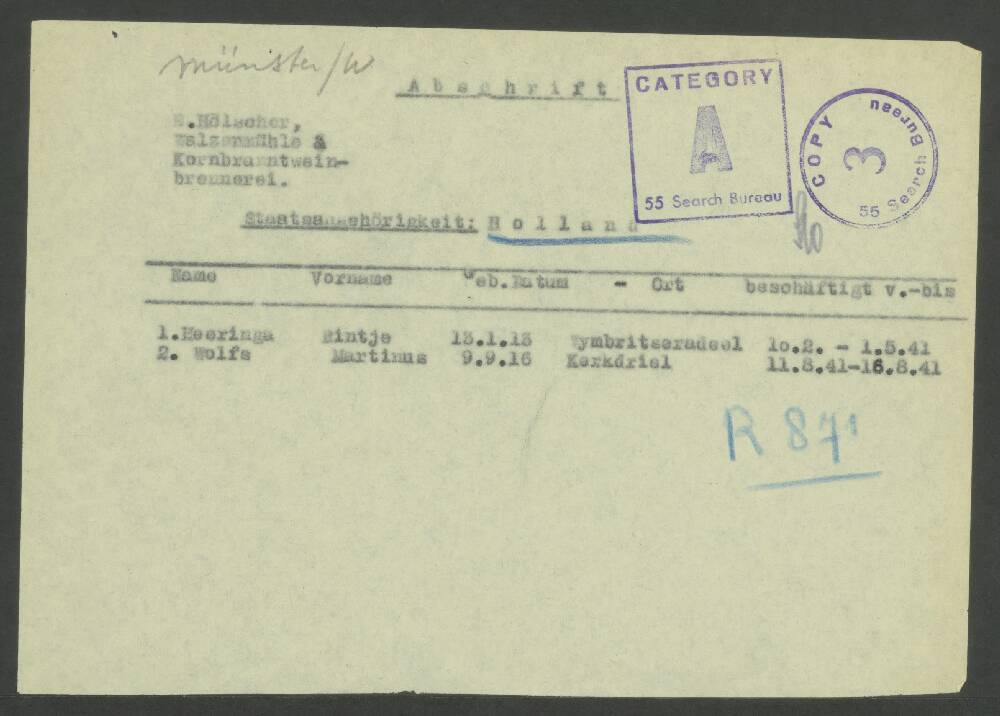 Münster/W
Abschrift
CATEGORY
A
55 Search Bureau
COPY
3
55 Search Bureau
H.Hölscher,
Walzenmühle &
Kornbranntwein-
brennerei.
Staatsangehörigkeit: Holland
Name Vorname Geb.Datum - Ort beschäftigt v.-bis
1.Heeringa Rintje 13.1.13 Wymbritseradeel 10.2. - 1.5.41
2. Wolfs Martinus 9.9.16 Kerkdriel 11.8.41-16.8.41
R 871